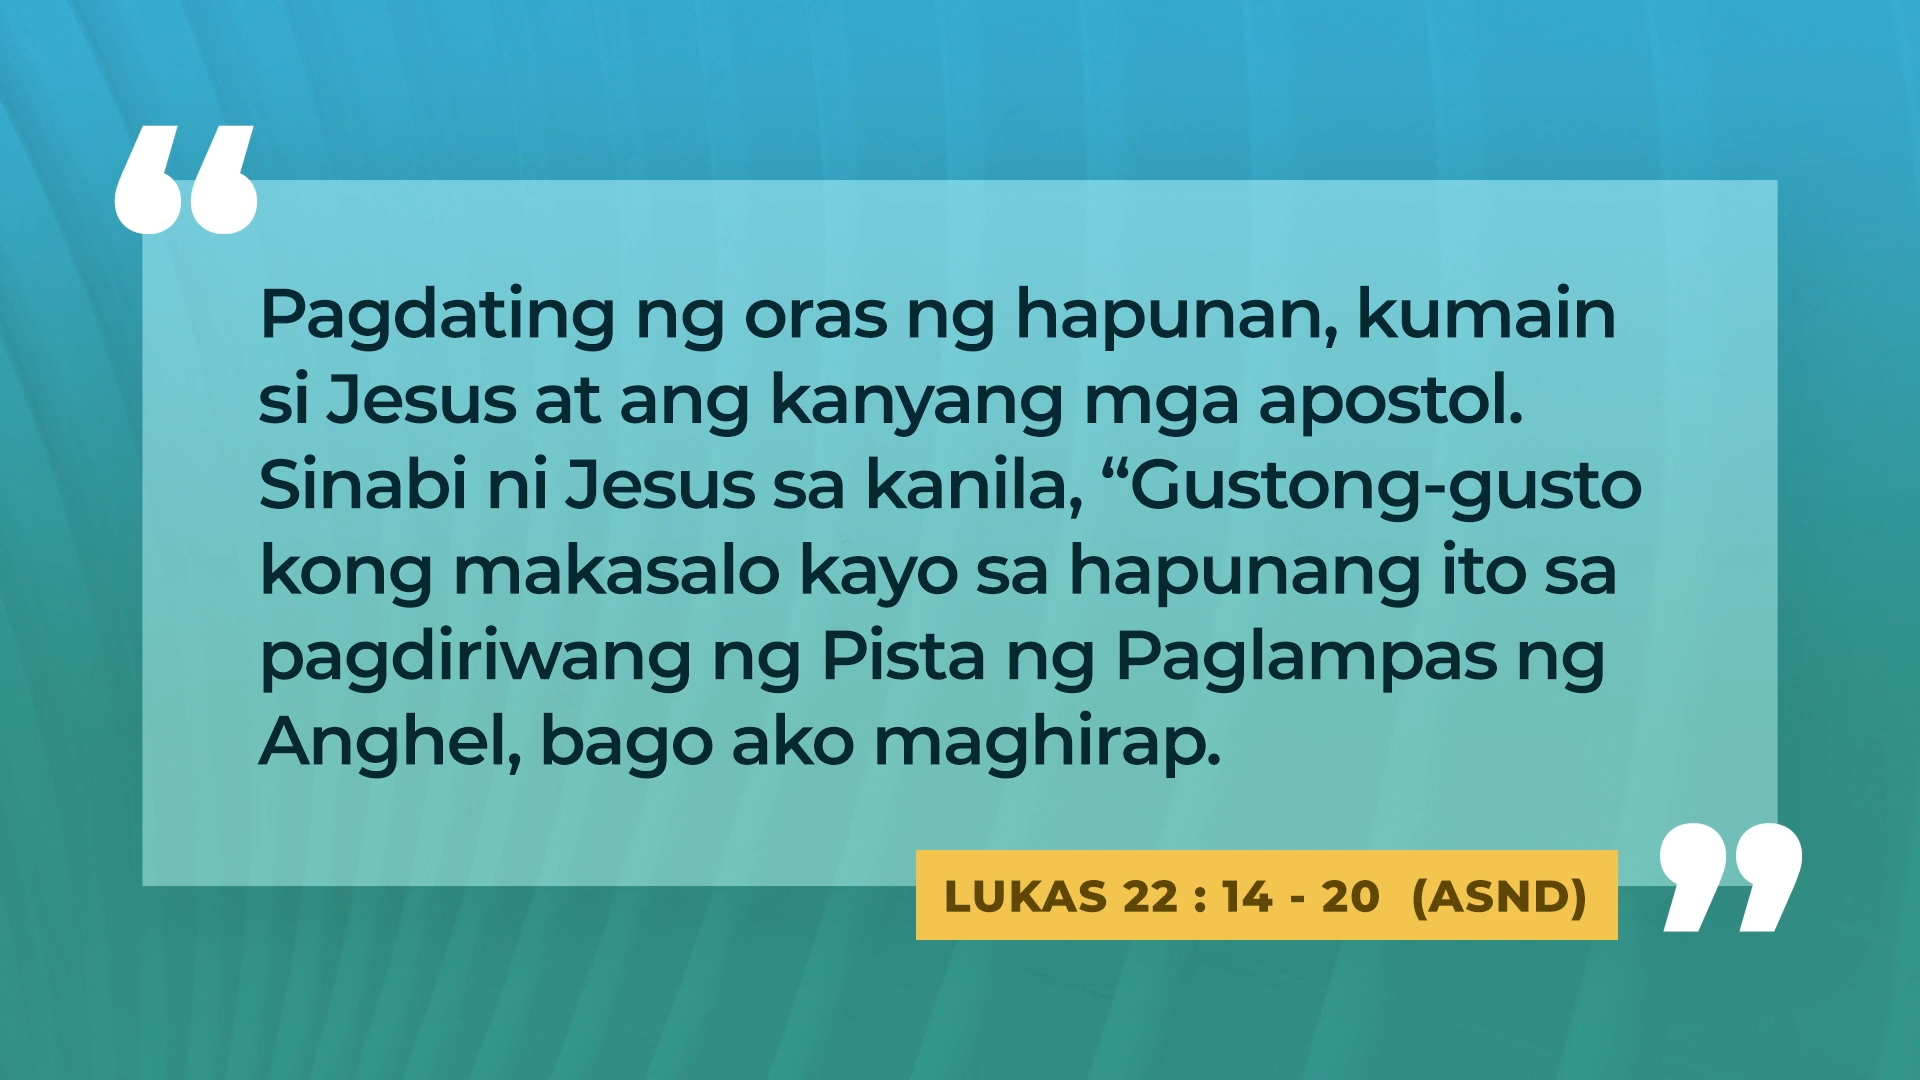 Pagdating ng oras ng hapunan, kumain
si Jesus at ang kanyang mga apostol.
Sinabi ni Jesus sa kanila, “Gustong-gusto
kong makasalo kayo sa hapunang ito sa
pagdiriwang ng Pista ng Paglampas ng
Anghel, bago ako maghirap.
LUKAS 22 : 14 - 20 (ASND)